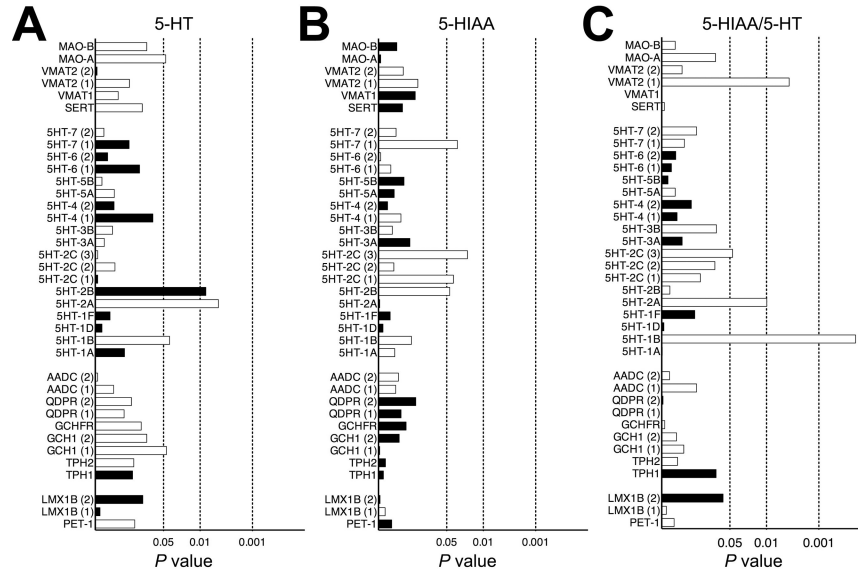 A
5-HT
MAO-B
MAO-A
VMAT2 (2)
VMAT2 (1)
VMAT1
SERT
5HT-7 (2)
5HT-7 (1)
5HT-6 (2)
5HT-6 (1)
5HT-5B
5HT-5A
5HT-4 (2)
5HT-4 (1)
5HT-3B
5HT-3A
5HT-2C (3)
5HT-2C (2)
5HT-2C (1)
5HT-2B
5HT-2A
5HT-1F
5HT-1D
5HT-1B
5HT-1A
AADC (2)
AADC (1)
QDPR (2)
QDPR (1)
GCHFR
GCH1 (2)
GCH1 (1)
TPH2
TPH1
LMX1B (2)
LMX1B (1)
PET-1
0.05 0.01 0.001
P value
B
5-HIAA
MAO-B
MAO-A
VMAT2 (2)
VMAT2 (1)
VMAT1
SERT
5HT-7 (2)
5HT-7 (1)
5HT-6 (2)
5HT-6 (1)
5HT-5B
5HT-5A
5HT-4 (2)
5HT-4 (1)
5HT-3B
5HT-3A
5HT-2C (3)
5HT-2C (2)
5HT-2C (1)
5HT-2B
5HT-2A
5HT-1F
5HT-1D
5HT-1B
5HT-1A
AADC (2)
AADC (1)
QDPR (2)
QDPR (1)
GCHFR
GCH1 (2)
GCH1 (1)
TPH2
TPH1
LMX1B (2)
LMX1B (1)
PET-1
0.05 0.01 0.001
P value
C
5-HIAA/5-HT
MAO-B
MAO-A
VMAT2 (2)
VMAT2 (1)
VMAT1
SERT
5HT-7 (2)
5HT-7 (1)
5HT-6 (2)
5HT-6 (1)
5HT-5B
5HT-5A
5HT-4 (2)
5HT-4 (1)
5HT-3B
5HT-3A
5HT-2C (3)
5HT-2C (2)
5HT-2C (1)
5HT-2B
5HT-2A
5HT-1F
5HT-1D
5HT-1B
5HT-1A
AADC (2)
AADC (1)
QDPR (2)
QDPR (1)
GCHFR
GCH1 (2)
GCH1 (1)
TPH2
TPH1
LMX1B (2)
LMX1B (1)
PET-1
0.05 0.01 0.001
P value